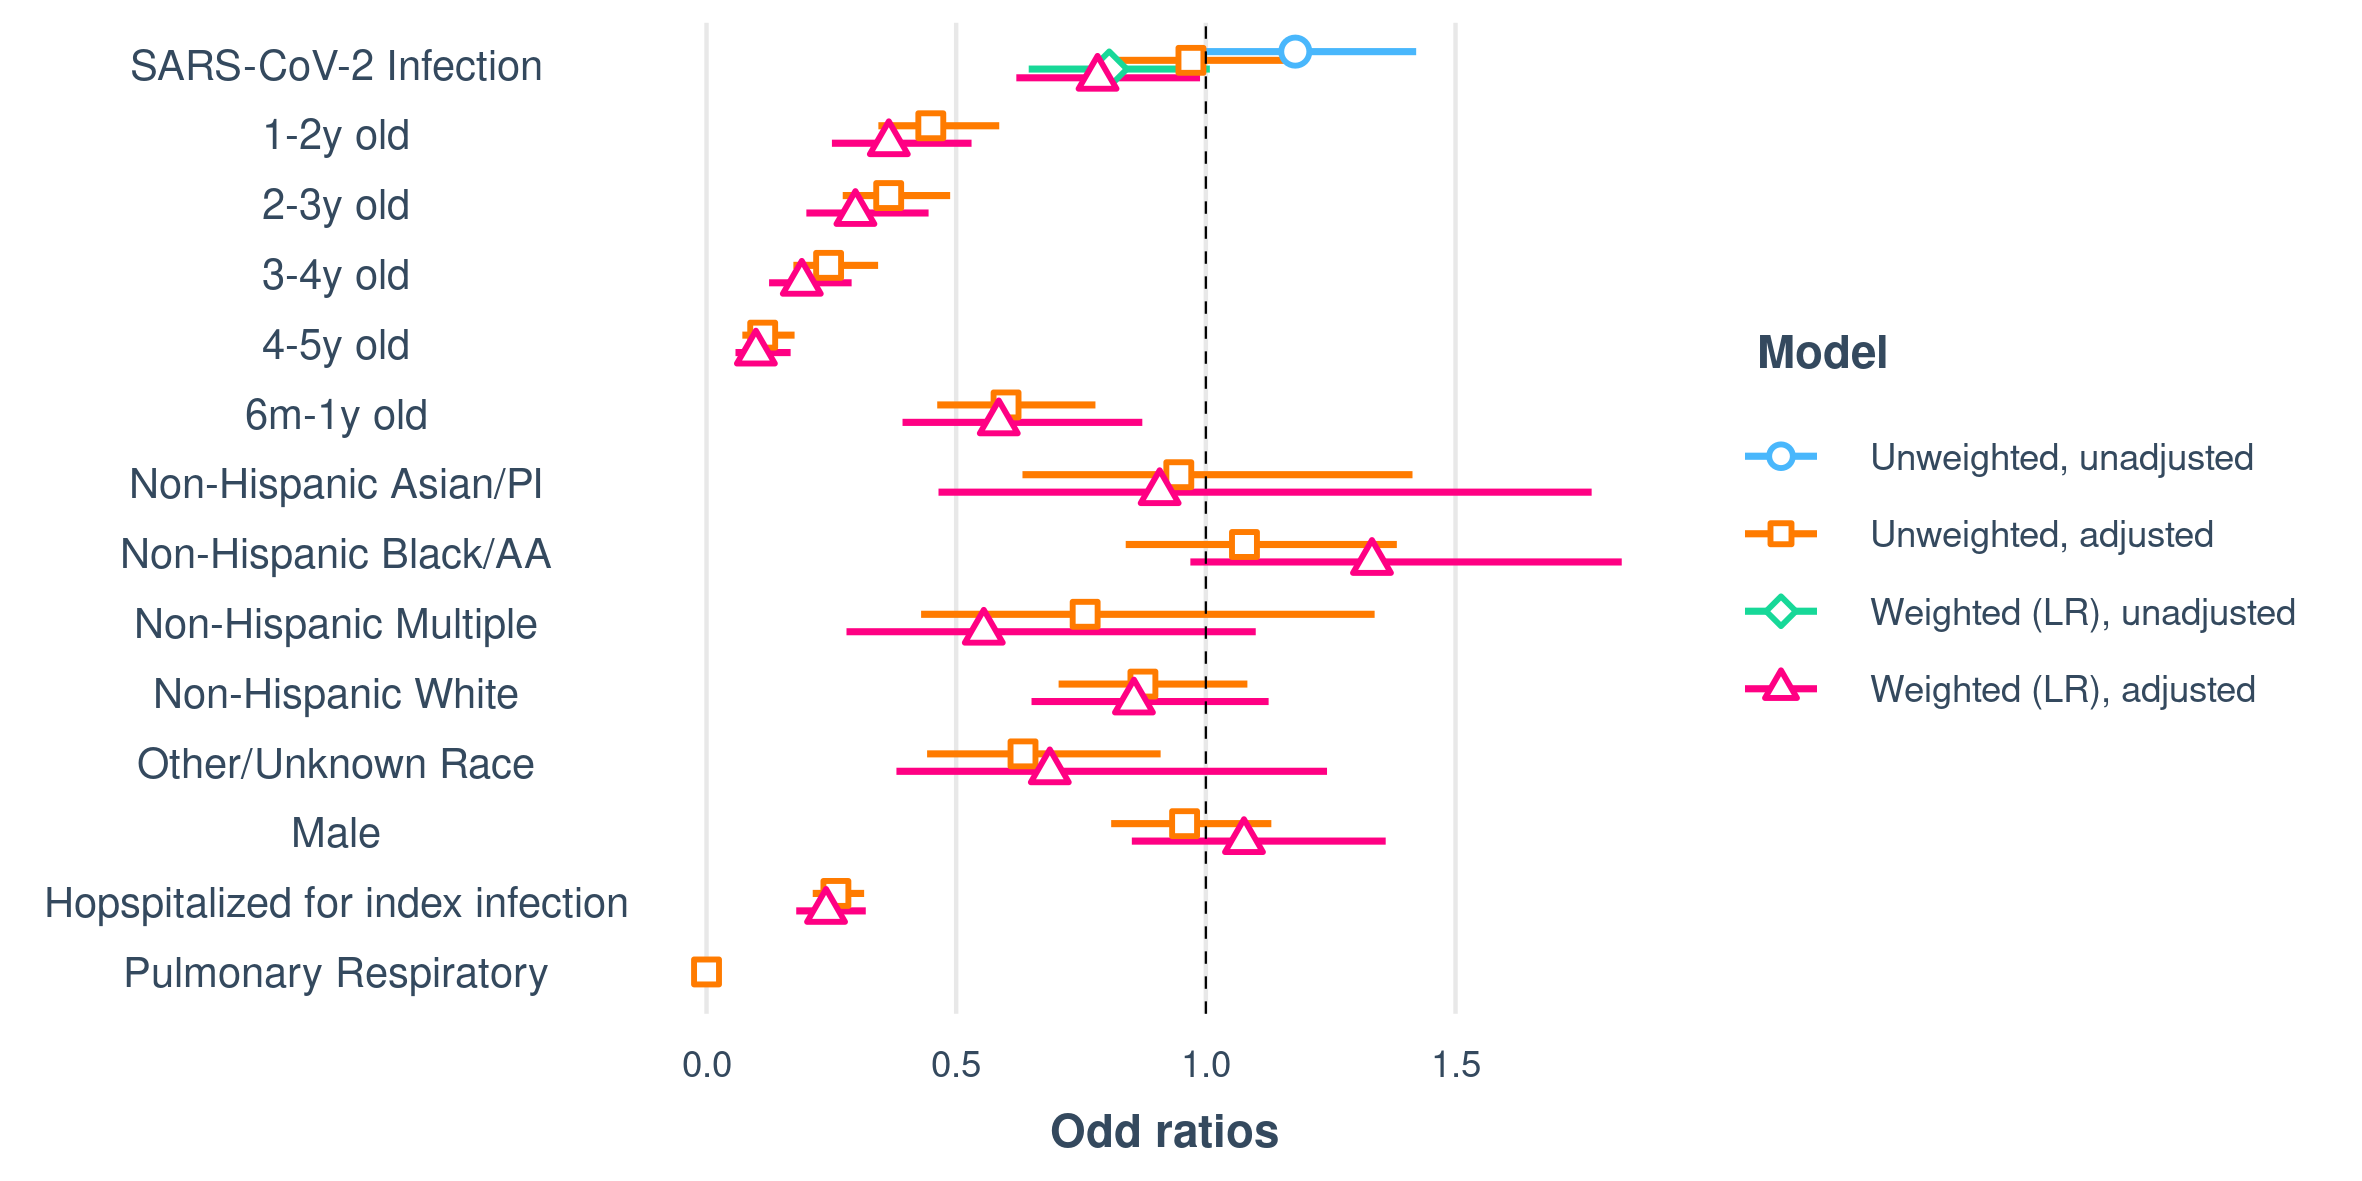 SARS-CoV-2 Infection
1-2y old
2-3y old
3-4y old
4-5y old
6m-1y old
Non-Hispanic Asian/PI
Non-Hispanic Black/AA
Non-Hispanic Multiple
Non-Hispanic White
Other/Unknown Race
Male
Hopspitalized for index infection
Pulmonary Respiratory
0.0 0.5 1.0 1.5
Odd ratios
Model
Unweighted, unadjusted
Unweighted, adjusted
Weighted (LR), unadjusted
Weighted (LR), adjusted